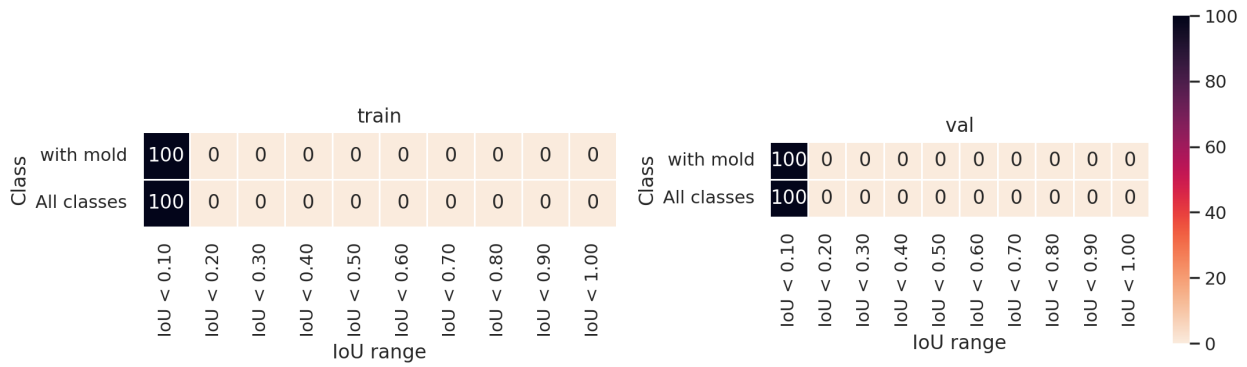 train
Class
with mold 100 0 0 0 0 0 0 0 0 0
All classes 100 0 0 0 0 0 0 0 0 0
IoU < 0.10 IoU < 0.20 IoU < 0.30 IoU < 0.40 IoU < 0.50 IoU < 0.60 IoU < 0.70 IoU < 0.80 IoU < 0.90 IoU < 1.00
IoU range
val
Class
with mold 100 0 0 0 0 0 0 0 0 0
All classes 100 0 0 0 0 0 0 0 0 0
IoU < 0.10 IoU < 0.20 IoU < 0.30 IoU < 0.40 IoU < 0.50 IoU < 0.60 IoU < 0.70 IoU < 0.80 IoU < 0.90 IoU < 1.00
IoU range
100
80
60
40
20
0